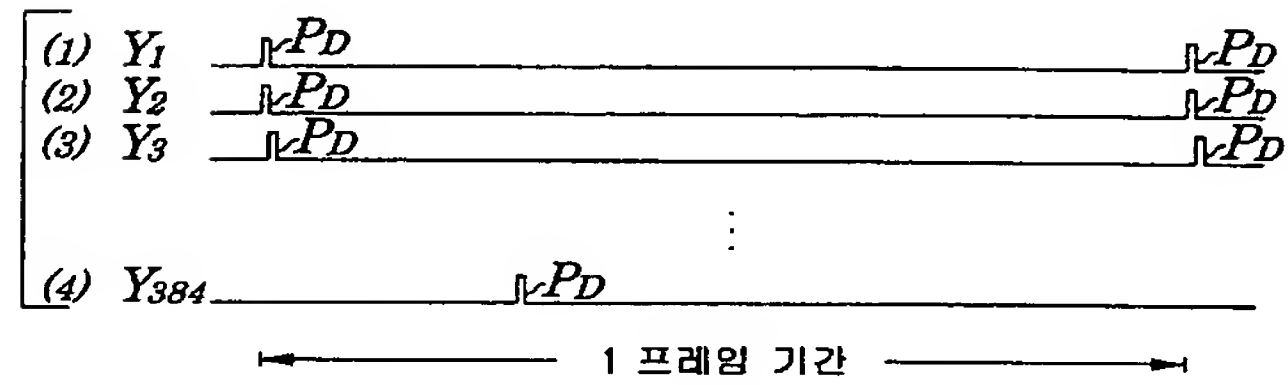 (1) Y1 PD PD
(2) Y2 PD PD
(3) Y3 PD PD
⋮
(4) Y384 PD
1 프레임 기간